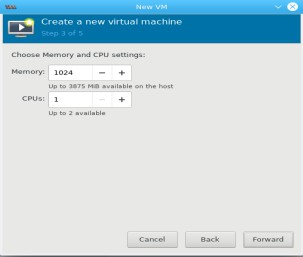 New VM
Create a new virtual machine
Step 3 of 5
Choose Memory and CPU settings:
Memory: 1024 − +
Up to 3875 MiB available on the host
CPUs: 1 − +
Up to 2 available
Cancel Back Forward